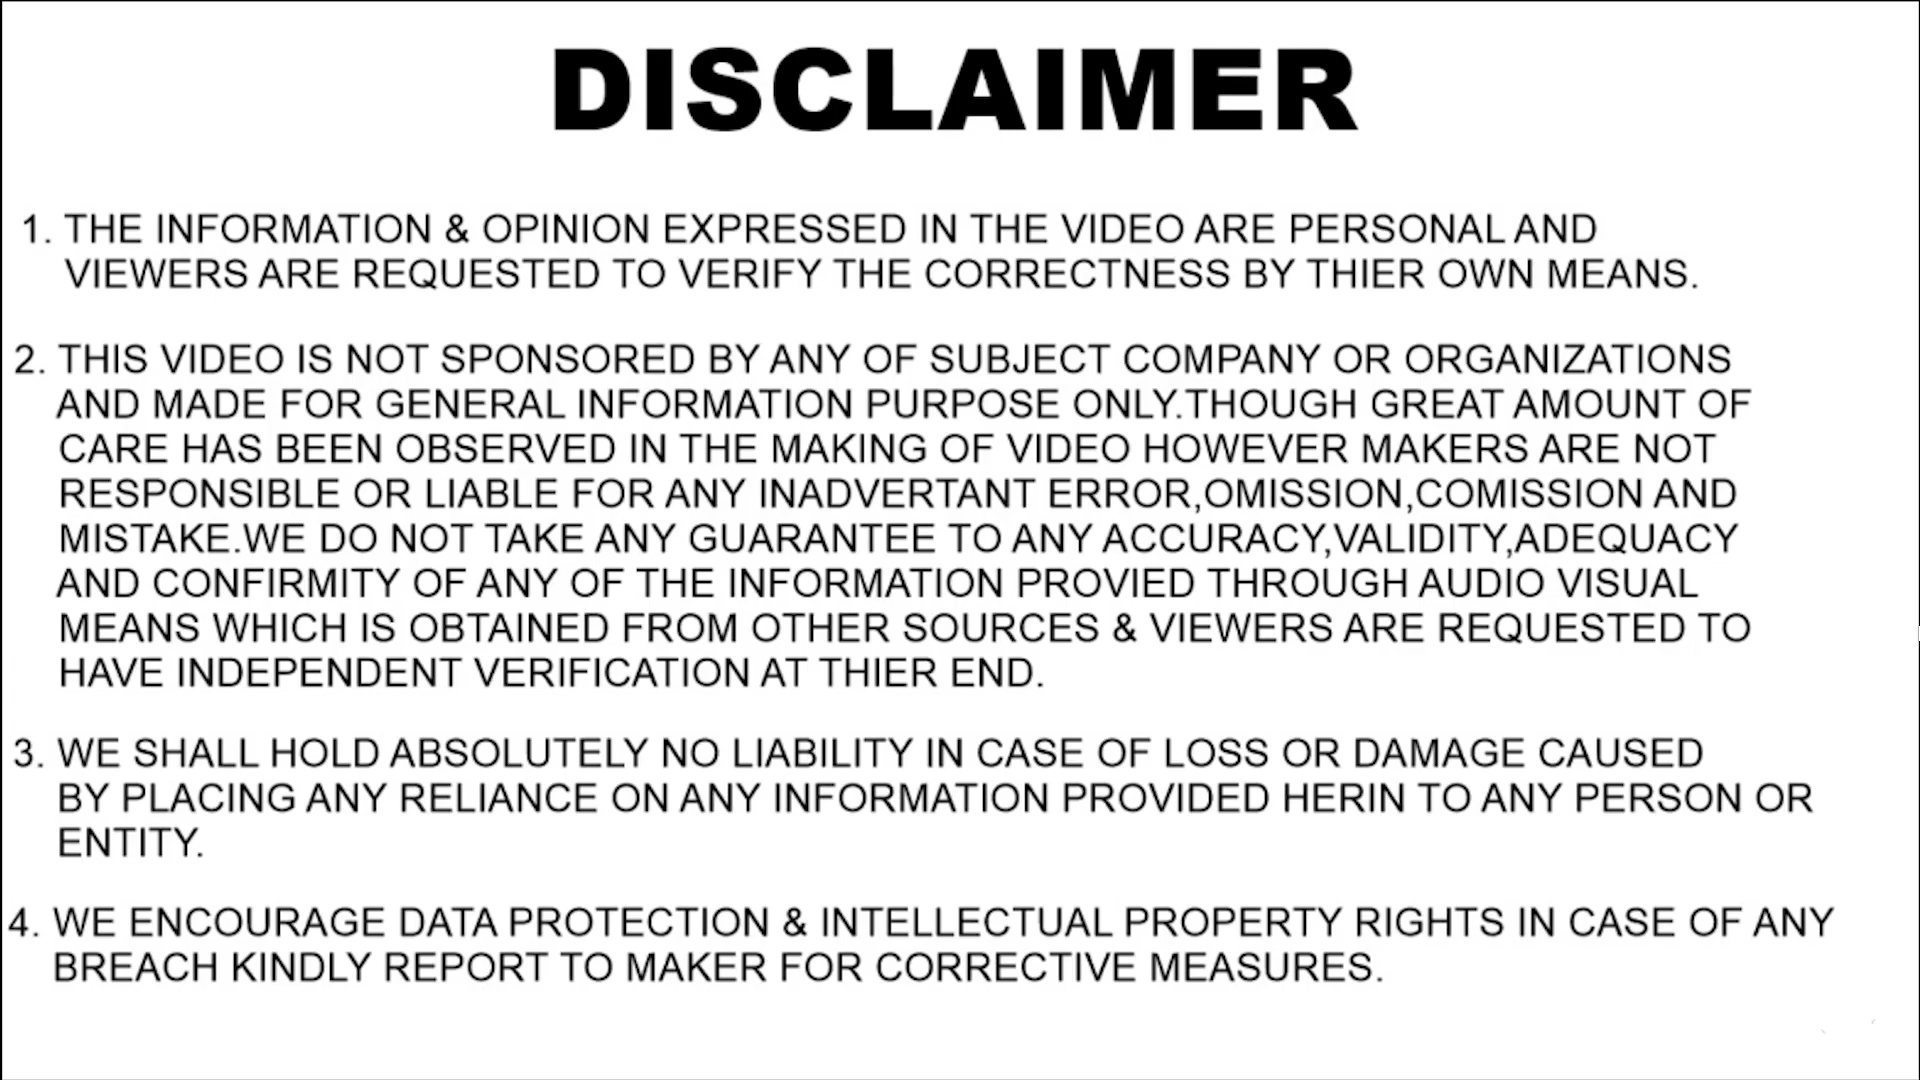 DISCLAIMER
1. THE INFORMATION & OPINION EXPRESSED IN THE VIDEO ARE PERSONAL AND
VIEWERS ARE REQUESTED TO VERIFY THE CORRECTNESS BY THIER OWN MEANS.
2. THIS VIDEO IS NOT SPONSORED BY ANY OF SUBJECT COMPANY OR ORGANIZATIONS
AND MADE FOR GENERAL INFORMATION PURPOSE ONLY.THOUGH GREAT AMOUNT OF
CARE HAS BEEN OBSERVED IN THE MAKING OF VIDEO HOWEVER MAKERS ARE NOT
RESPONSIBLE OR LIABLE FOR ANY INADVERTANT ERROR,OMISSION,COMISSION AND
MISTAKE.WE DO NOT TAKE ANY GUARANTEE TO ANY ACCURACY,VALIDITY,ADEQUACY
AND CONFIRMITY OF ANY OF THE INFORMATION PROVIED THROUGH AUDIO VISUAL
MEANS WHICH IS OBTAINED FROM OTHER SOURCES & VIEWERS ARE REQUESTED TO
HAVE INDEPENDENT VERIFICATION AT THIER END.
3. WE SHALL HOLD ABSOLUTELY NO LIABILITY IN CASE OF LOSS OR DAMAGE CAUSED
BY PLACING ANY RELIANCE ON ANY INFORMATION PROVIDED HERIN TO ANY PERSON OR
ENTITY.
4. WE ENCOURAGE DATA PROTECTION & INTELLECTUAL PROPERTY RIGHTS IN CASE OF ANY
BREACH KINDLY REPORT TO MAKER FOR CORRECTIVE MEASURES.